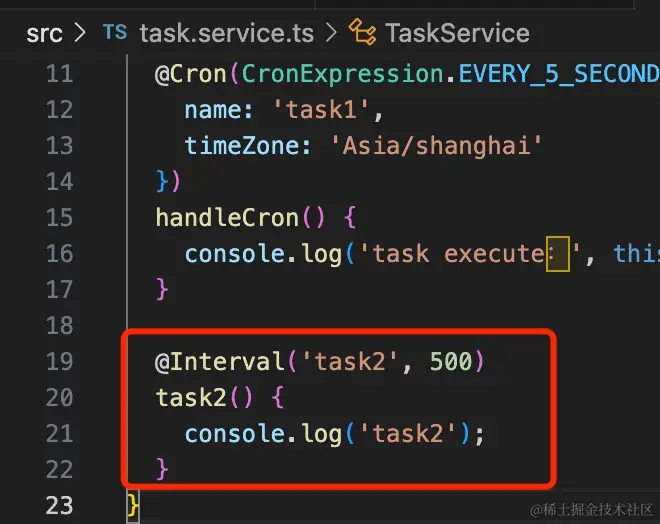 src > TS task.service.ts > TaskService
11 @Cron(CronExpression.EVERY_5_SECOND
12 name: 'task1',
13 timeZone: 'Asia/shanghai'
14 })
15 handleCron() {
16 console.log('task execute：', this
17 }
18
19 @Interval('task2', 500)
20 task2() {
21 console.log('task2');
22 }
23 }
@稀土掘金技术社区